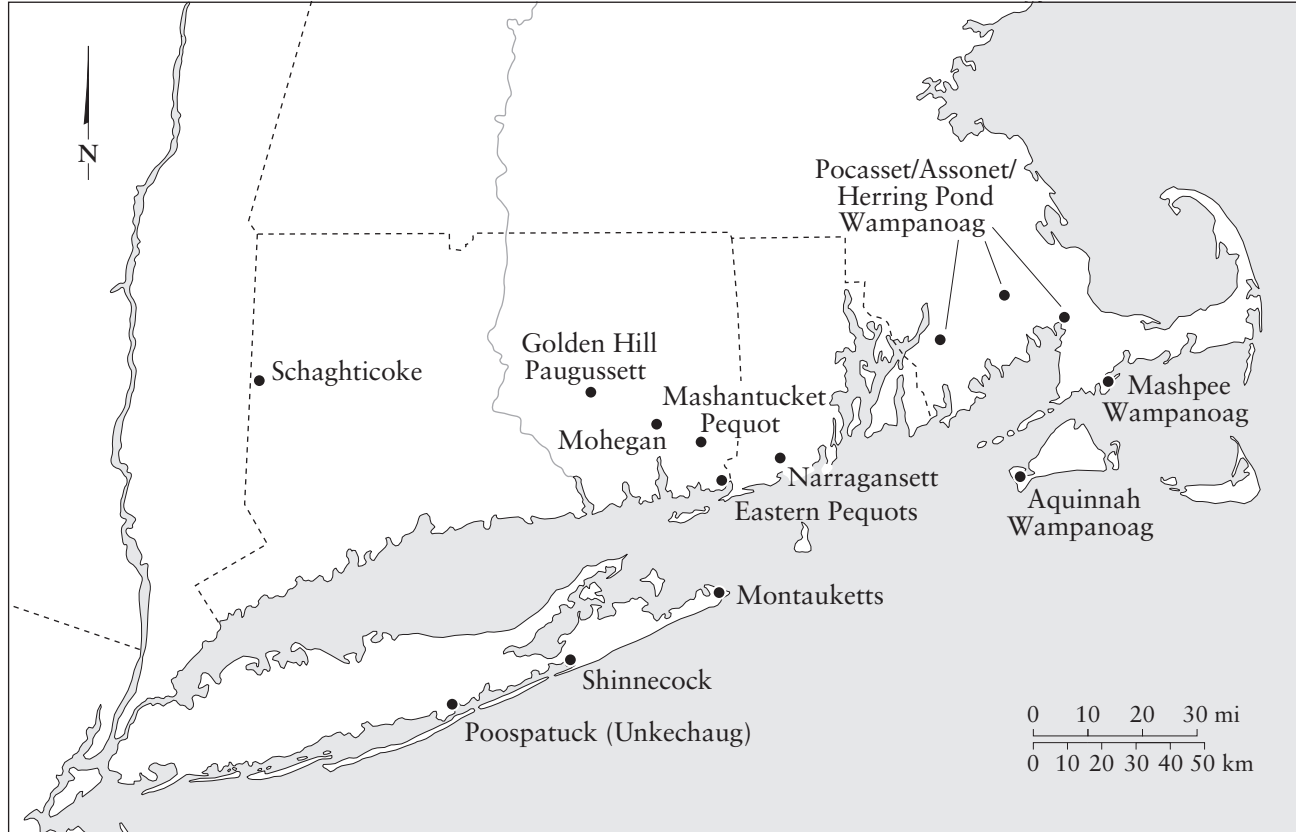 N
Pocasset/Assonet/
Herring Pond
Wampanoag
Golden Hill
Paugussett
Schaghticoke
Mashantucket
Pequot
Mohegan
Mashpee
Wampanoag
Narragansett
Eastern Pequots
Aquinnah
Wampanoag
Montauketts
Shinnecock
Poospatuck (Unkechaug)
0 10 20 30 mi
0 10 20 30 40 50 km